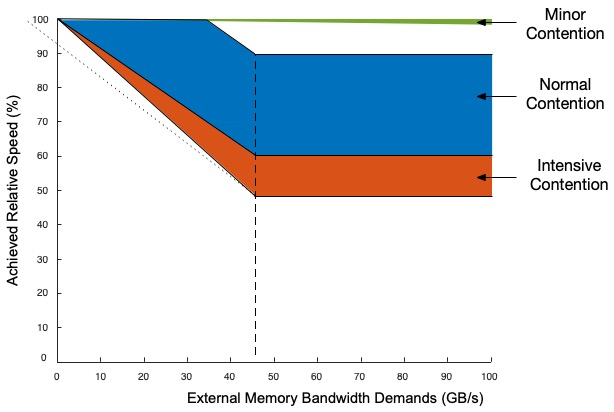 Minor
Contention
Normal
Contention
Intensive
Contention
Achieved Relative Speed (%)
100
90
80
70
60
50
40
30
20
10
0
0 10 20 30 40 50 60 70 80 90 100
External Memory Bandwidth Demands (GB/s)